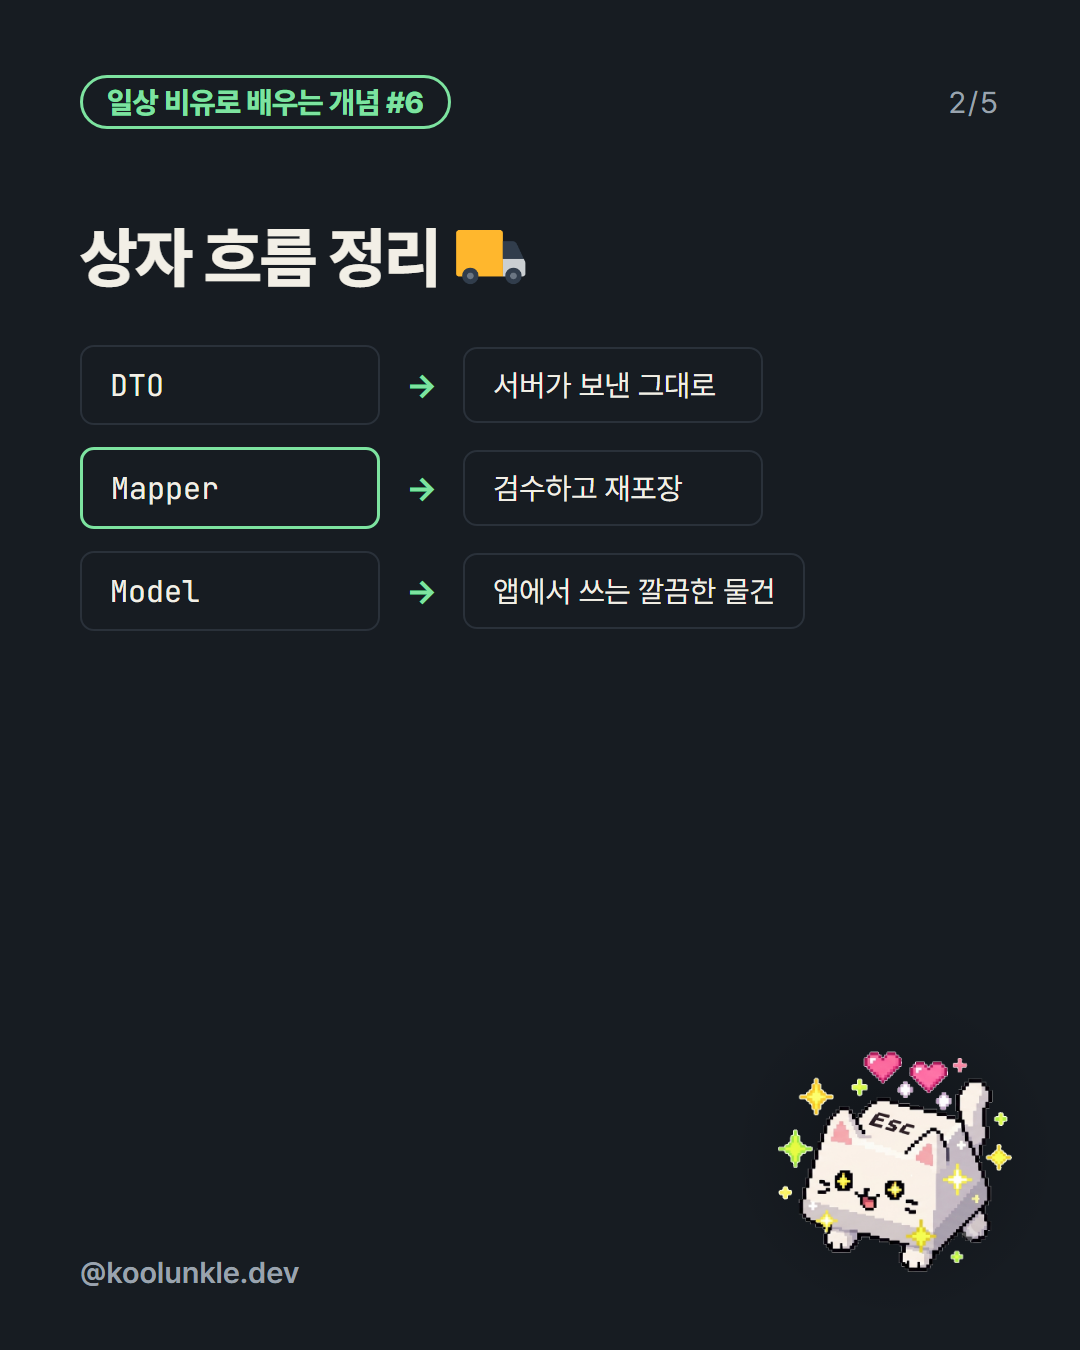 일상 비유로 배우는 개념 #6
2/5
상자 흐름 정리
DTO → 서버가 보낸 그대로
Mapper → 검수하고 재포장
Model → 앱에서 쓰는 깔끔한 물건
Esc
@koolunkle.dev